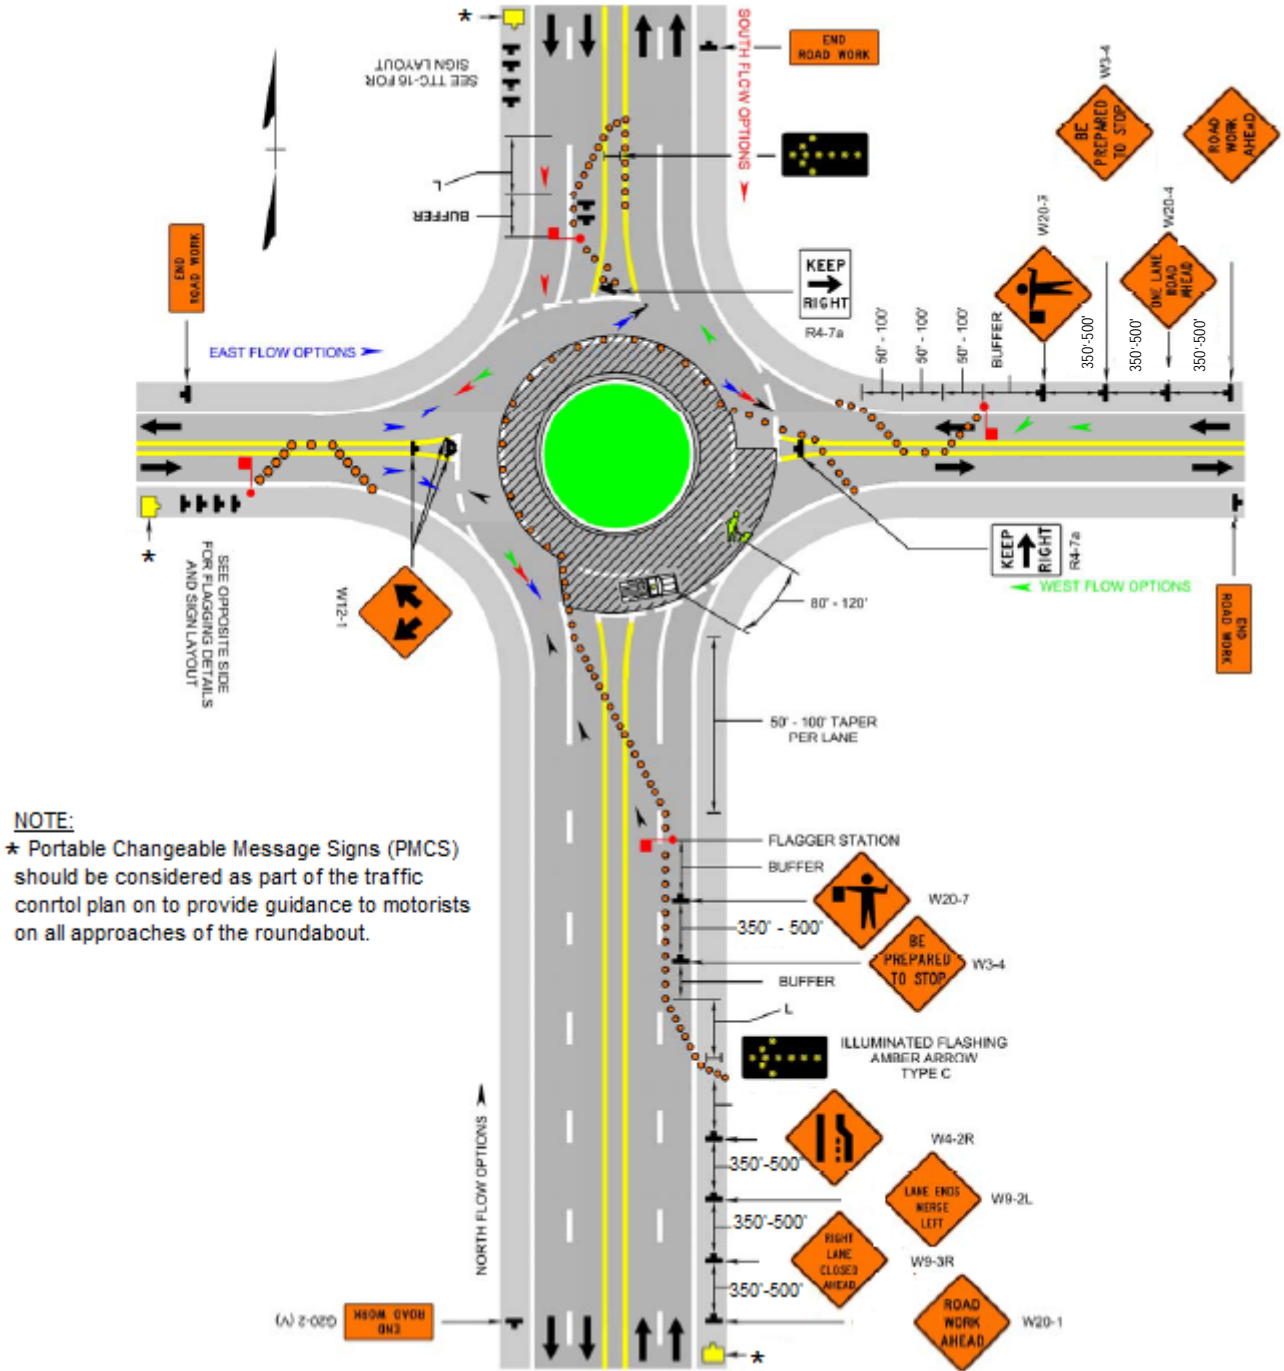 *
END
ROAD WORK
SOUTH FLOW OPTIONS
SEE TTC-16 FOR
SIGN LAYOUT
L
BUFFER
W3-4
BE
PREPARED
TO STOP
ROAD
WORK
AHEAD
W20-7
W20-4
ONE LANE
ROAD
AHEAD
END
ROAD WORK
KEEP
RIGHT
R4-7a
EAST FLOW OPTIONS
50' - 100'
50' - 100'
50' - 100'
BUFFER
350'-500'
350'-500'
350'-500'
*
SEE OPPOSITE SIDE
FOR FLAGGING DETAILS
AND SIGN LAYOUT
W12-1
KEEP
RIGHT
R4-7a
WEST FLOW OPTIONS
80' - 120'
END
ROAD WORK
50' - 100' TAPER
PER LANE
NOTE:
* Portable Changeable Message Signs (PMCS)
should be considered as part of the traffic
conrtol plan on to provide guidance to motorists
on all approaches of the roundabout.
FLAGGER STATION
BUFFER
W20-7
350' - 500'
BE
PREPARED
TO STOP
W3-4
BUFFER
L
ILLUMINATED FLASHING
AMBER ARROW
TYPE C
NORTH FLOW OPTIONS
W4-2R
350'-500'
LANE ENDS
MERGE
LEFT
W9-2L
350'-500'
RIGHT
LANE
CLOSED
AHEAD
W9-3R
350'-500'
ROAD
WORK
AHEAD
W20-1
G20-2 (V)
END
ROAD WORK
*